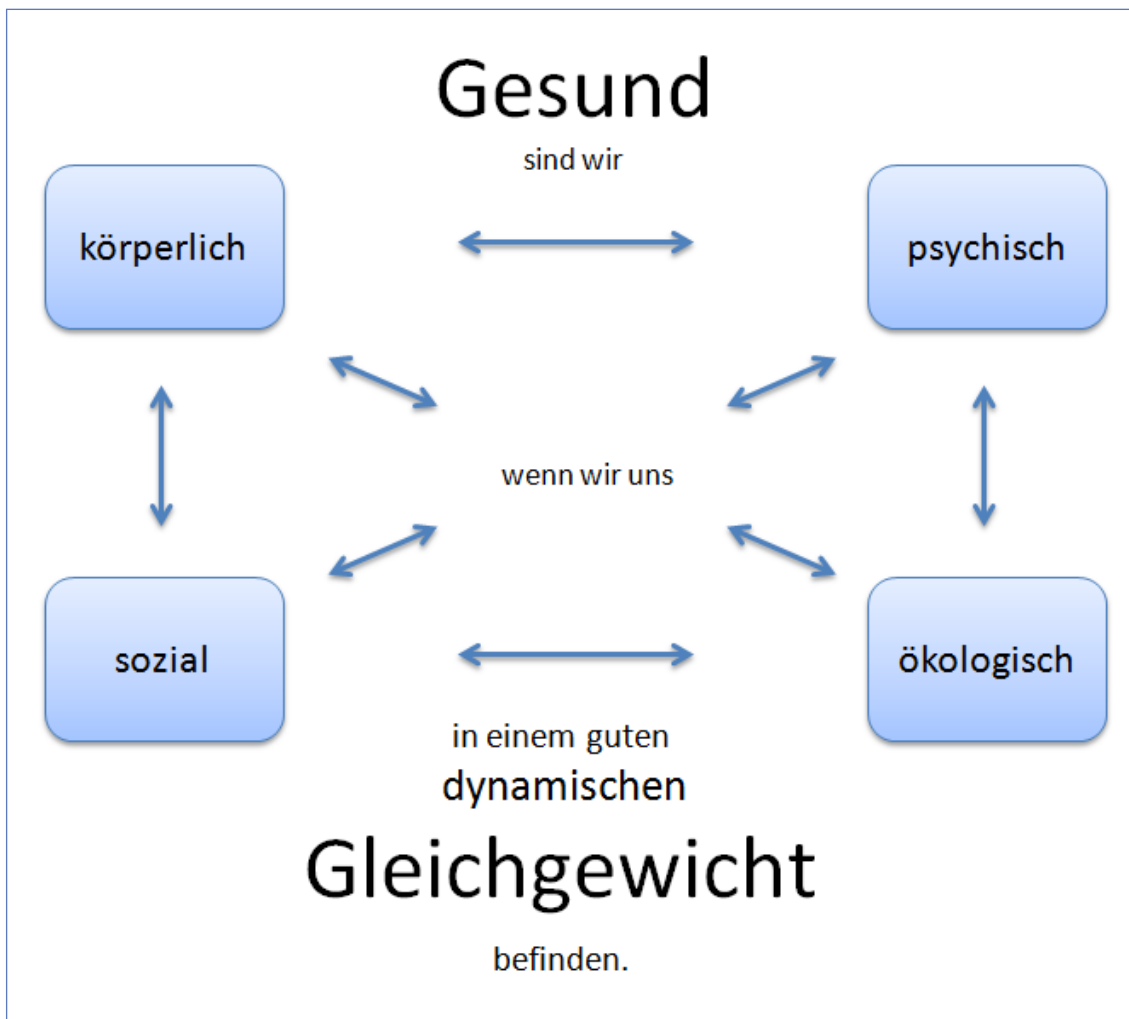 Gesund
sind wir
körperlich
psychisch
wenn wir uns
sozial
ökologisch
in einem guten
dynamischen
Gleichgewicht
befinden.